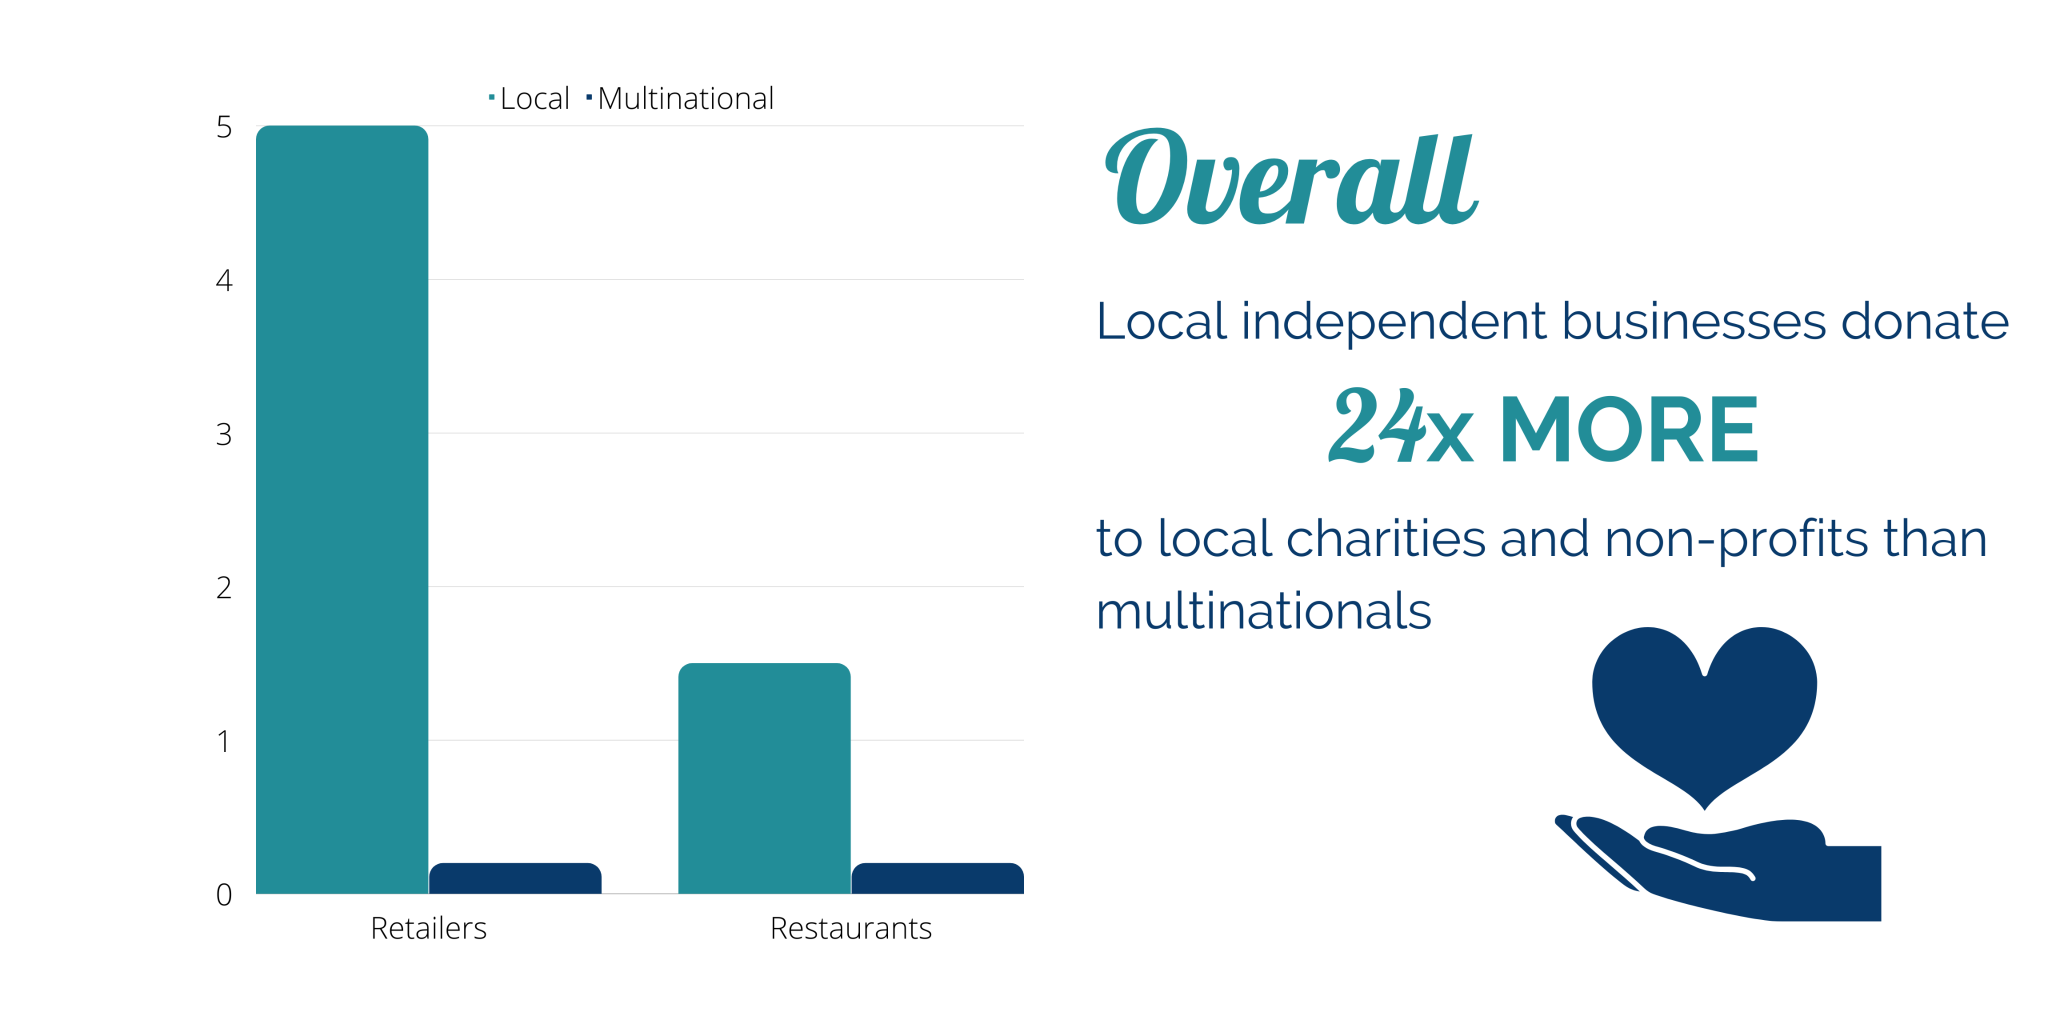 Local Multinational
5
4
3
2
1
0
Retailers Restaurants
Overall
Local independent businesses donate
24x MORE
to local charities and non-profits than
multinationals